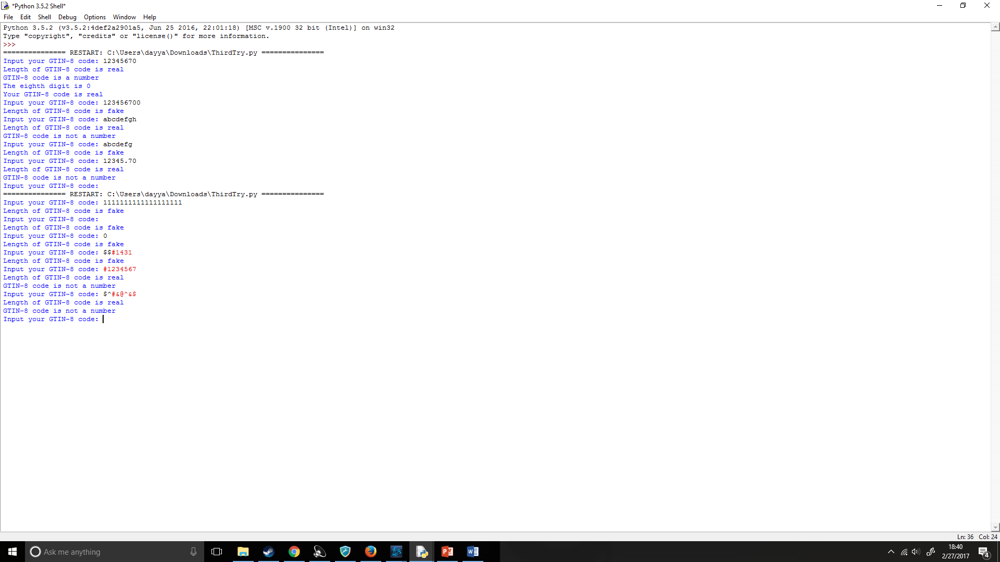 *Python 3.5.2 Shell*
File Edit Shell Debug Options Window Help
Python 3.5.2 (v3.5.2:4def2a2901a5, Jun 25 2016, 22:01:18) [MSC v.1900 32 bit (Intel)] on win32
Type "copyright", "credits" or "license()" for more information.
>>>
=============== RESTART: C:\Users\dayya\Downloads\ThirdTry.py ===============
Input your GTIN-8 code: 12345670
Length of GTIN-8 code is real
GTIN-8 code is a number
The eighth digit is 0
Your GTIN-8 code is real
Input your GTIN-8 code: 123456700
Length of GTIN-8 code is fake
Input your GTIN-8 code: abcdefgh
Length of GTIN-8 code is real
GTIN-8 code is not a number
Input your GTIN-8 code: abcdefg
Length of GTIN-8 code is fake
Input your GTIN-8 code: 12345.70
Length of GTIN-8 code is real
GTIN-8 code is not a number
Input your GTIN-8 code:
=============== RESTART: C:\Users\dayya\Downloads\ThirdTry.py ===============
Input your GTIN-8 code: 1111111111111111111
Length of GTIN-8 code is fake
Input your GTIN-8 code:
Length of GTIN-8 code is fake
Input your GTIN-8 code: 0
Length of GTIN-8 code is fake
Input your GTIN-8 code: $$#1431
Length of GTIN-8 code is fake
Input your GTIN-8 code: #1234567
Length of GTIN-8 code is real
GTIN-8 code is not a number
Input your GTIN-8 code: $^#&@^&$
Length of GTIN-8 code is real
GTIN-8 code is not a number
Input your GTIN-8 code:
Ln: 36 Col: 24
Ask me anything
18:40
2/27/2017
4